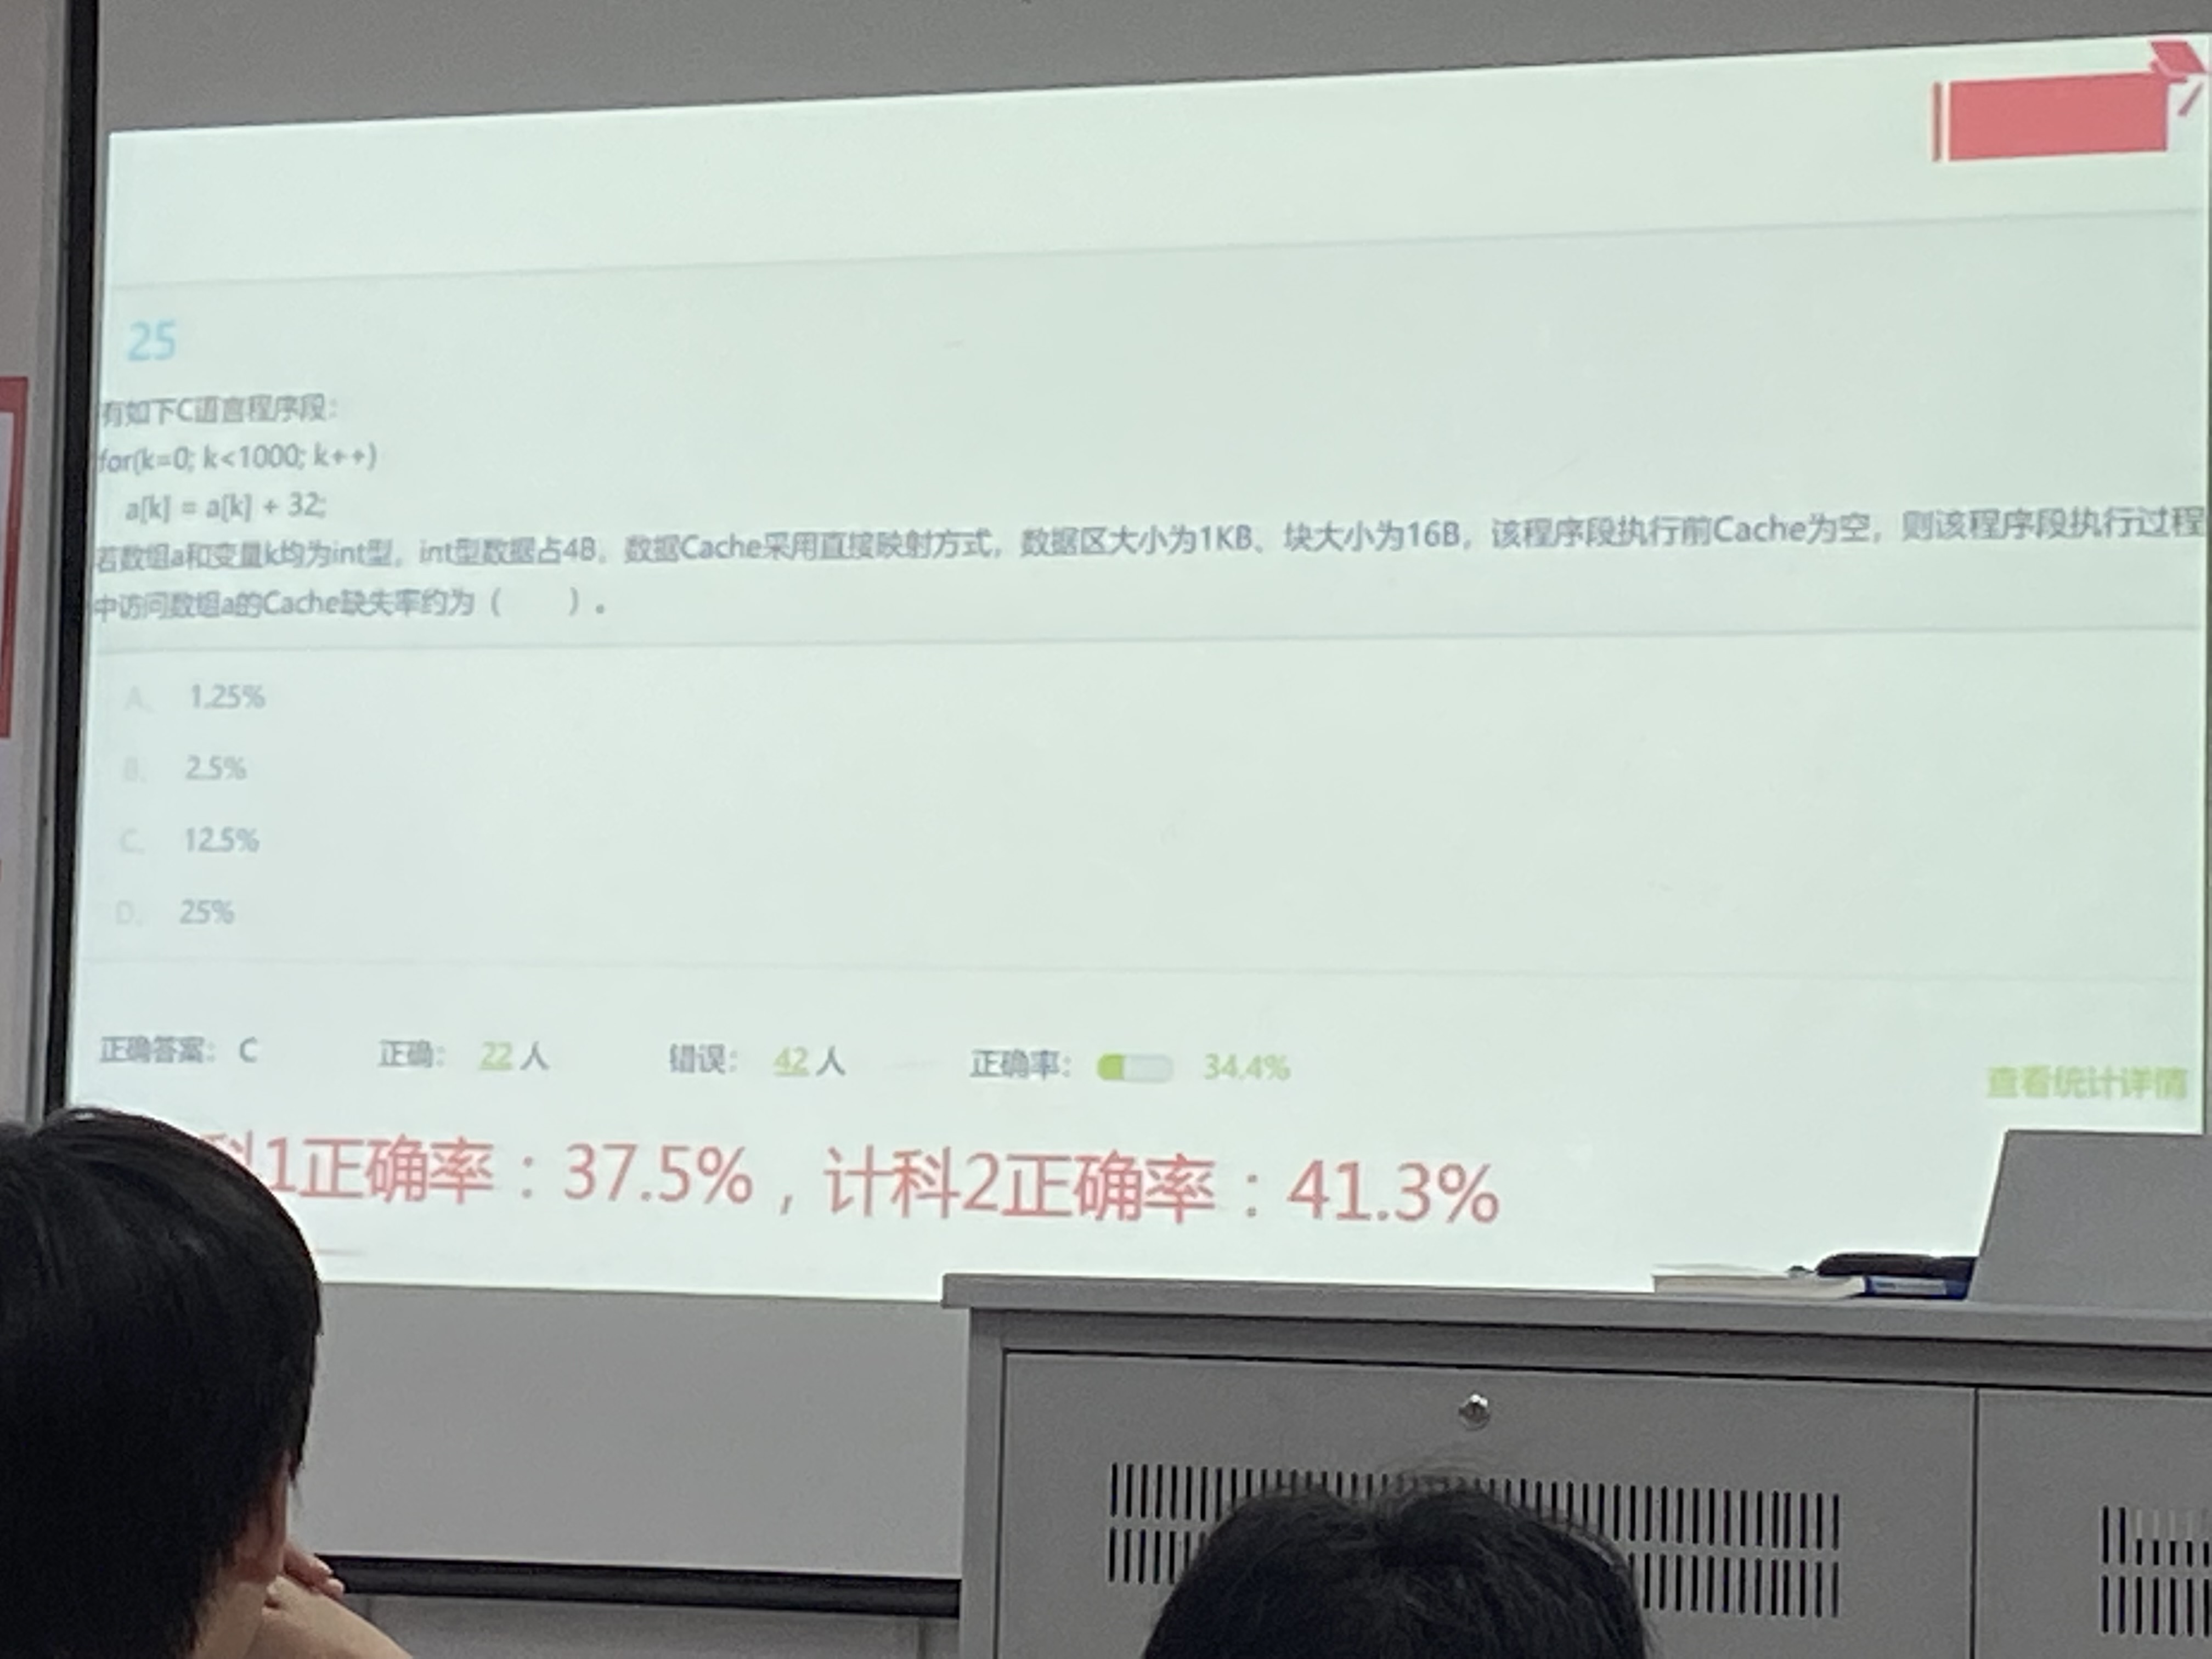 25
有如下C语言程序段：
for(k=0; k<1000; k++)
a[k] = a[k] + 32;
若数组a和变量k均为int型，int型数据占4B，数据Cache采用直接映射方式，数据区大小为1KB、块大小为16B，该程序段执行前Cache为空，则该程序段执行过程
中访问数组a的Cache缺失率约为（ ）。
A. 1.25%
B. 2.5%
C. 12.5%
D. 25%
正确答案： C 正确： 22 人 错误： 42 人 正确率： 34.4% 查看统计详情
科1正确率：37.5%，计科2正确率：41.3%